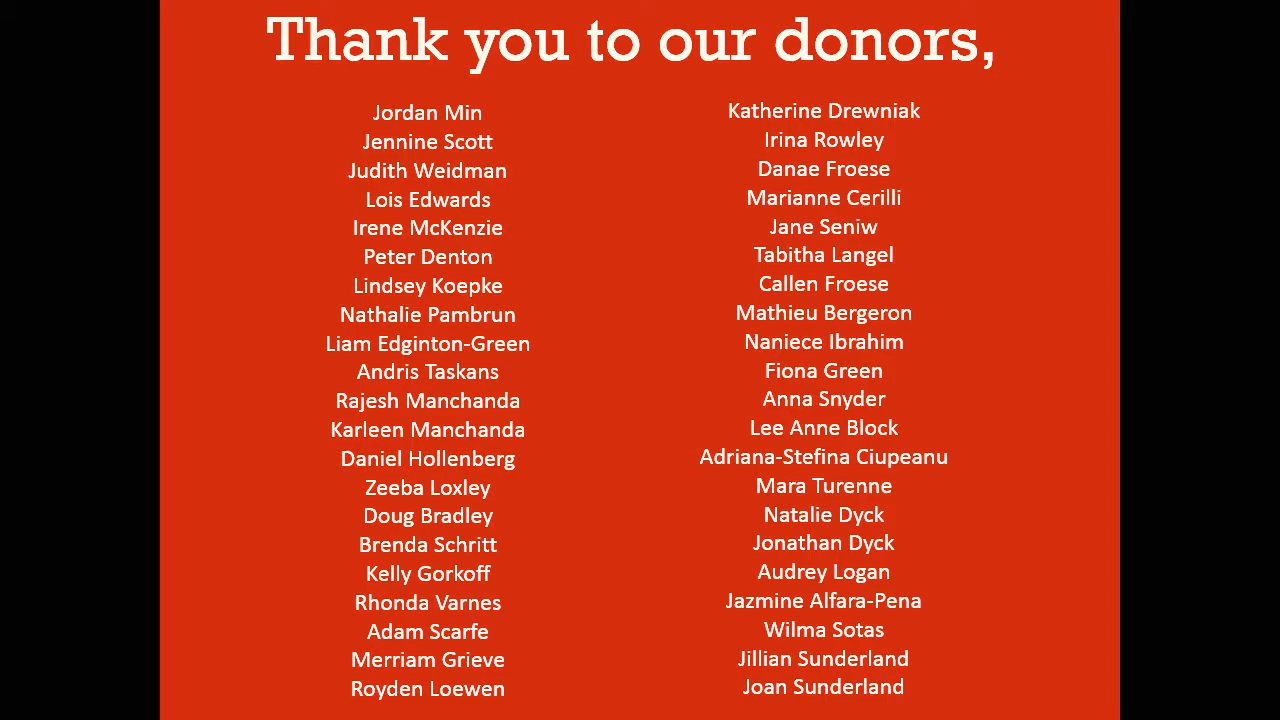 Thank you to our donors,
Jordan Min
Jennine Scott
Judith Weidman
Lois Edwards
Irene McKenzie
Peter Denton
Lindsey Koepke
Nathalie Pambrun
Liam Edginton-Green
Andris Taskans
Rajesh Manchanda
Karleen Manchanda
Daniel Hollenberg
Zeeba Loxley
Doug Bradley
Brenda Schritt
Kelly Gorkoff
Rhonda Varnes
Adam Scarfe
Merriam Grieve
Royden Loewen
Katherine Drewniak
Irina Rowley
Danae Froese
Marianne Cerilli
Jane Seniw
Tabitha Langel
Callen Froese
Mathieu Bergeron
Naniece Ibrahim
Fiona Green
Anna Snyder
Lee Anne Block
Adriana-Stefina Ciupeanu
Mara Turenne
Natalie Dyck
Jonathan Dyck
Audrey Logan
Jazmine Alfara-Pena
Wilma Sotas
Jillian Sunderland
Joan Sunderland